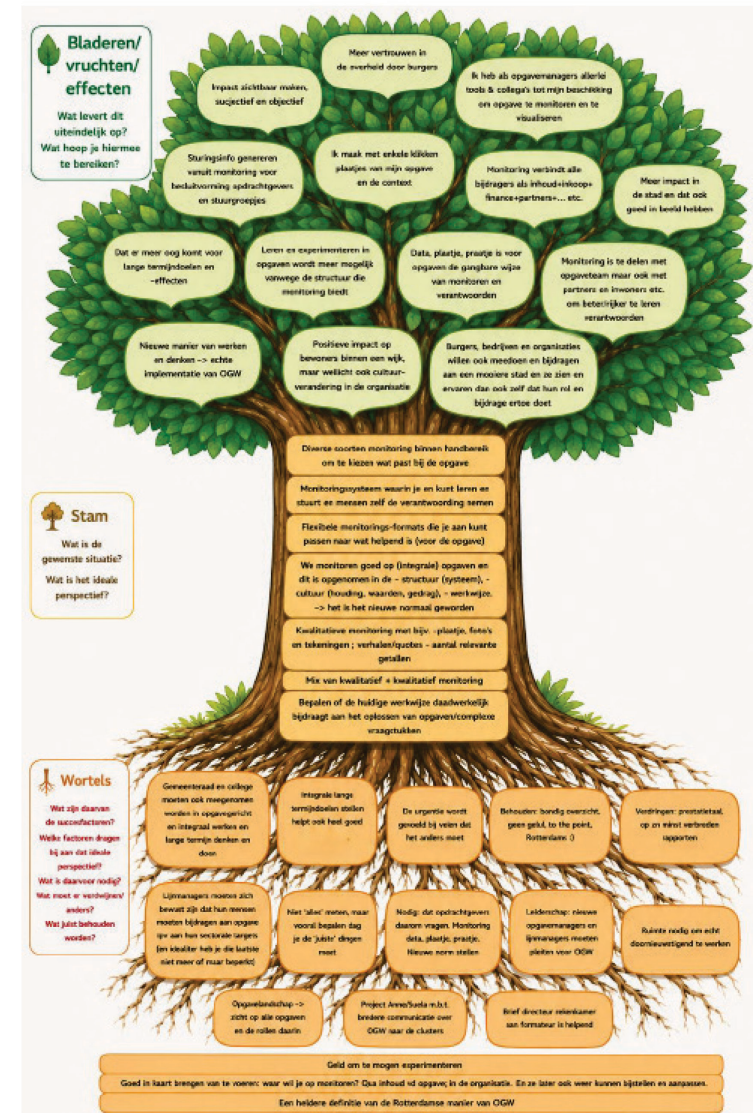 Bladeren/
vruchten/
effecten
Wat levert dit
uiteindelijk op?
Wat hoop je hiermee
te bereiken?
Meer vertrouwen in
de overheid door burgers
Impact zichtbaar maken,
sucjectief en objectief
Ik heb als opgavemanagers allerlei
tools & collega's tot mijn beschikking
om opgave te monitoren en te
visualiseren
Sturingsinfo genereren
vanuit monitoring voor
besluitvorming opdrachtgevers
en stuurgroepjes
Ik maak met enkele klikken
plaatjes van mijn opgave
en de context
Monitoring verbindt alle
bijdragers als inhoud+inkoop+
finance+partners+... etc.
Meer impact in
de stad en dat ook
goed in beeld hebben
Dat er meer oog komt voor
lange termijndoelen en
-effecten
Leren en experimenteren in
opgaven wordt meer mogelijk
vanwege de structuur die
monitoring biedt
Data, plaatje, praatje is voor
opgaven de gangbare wijze
van monitoren en
verantwoorden
Monitoring is te delen met
opgaveteam maar ook met
partners en inwoners etc.
om beter/rijker te leren
verantwoorden
Nieuwe manier van werken
en denken -> echte
implementatie van OGW
Positieve impact op
bewoners binnen een wijk,
maar wellicht ook cultuur-
verandering in de organisatie
Burgers, bedrijven en organisaties
willen ook meedoen en bijdragen
aan een mooiere stad en ze zien en
ervaren dan ook zelf dat hun rol en
bijdrage ertoe doet
Stam
Wat is de
gewenste situatie?
Wat is het ideale
perspectief?
Diverse soorten monitoring binnen handbereik
om te kiezen wat past bij de opgave
Monitoringssysteem waarin je en kunt leren en
stuurt en mensen zelf de verantwoording nemen
Flexibele monitorings-formats die je aan kunt
passen naar wat helpend is (voor de opgave)
We monitoren goed op (integrale) opgaven en
dit is opgenomen in de - structuur (systeem), -
cultuur (houding, waarden, gedrag), - werkwijze.
-> het is het nieuwe normaal geworden
Kwalitatieve monitoring met bijv. -plaatje, foto's
en tekeningen ; verhalen/quotes - aantal relevante
getallen
Mix van kwalitatief + kwalitatief monitoring
Bepalen of de huidige werkwijze daadwerkelijk
bijdraagt aan het oplossen van opgaven/complexe
vraagstukken
Wortels
Wat zijn daarvan
de succesfactoren?
Welke factoren dragen
bij aan dat ideale
perspectief?
Wat is daarvoor nodig?
Wat moet er verdwijnen/
anders?
Wat juist behouden
worden?
Gemeenteraad en college
moeten ook meegenomen
worden in opgavegericht
en integraal werken en
lange termijn denken en
doen
Integrale lange
termijndoelen stellen
helpt ook heel goed
De urgentie wordt
gevoeld bij velen dat
het anders moet
Behouden: bondig overzicht,
geen gelul, to the point,
Rotterdams :)
Verdringen: prestatietaal,
op zn minst verbreden
rapporten
Lijnmanagers moeten zich
bewust zijn dat hun mensen
moeten bijdragen aan opgave
ipv aan hun sectorale targets
(en idealiter heb je die laatste
niet meer of maar beperkt)
Niet 'alles' meten, maar
vooral bepalen dag
je de 'juiste' dingen
meet
Nodig: dat opdrachtgevers
daarom vragen. Monitoring
data, plaatje, praatje.
Nieuwe norm stellen
Leiderschap: nieuwe
opgavemanagers en
lijnmanagers moeten
pleiten voor OGW
Ruimte nodig om echt
doornieuwetigend te werken
Opgavelandschap ->
zicht op alle opgaven
en de rollen daarin
Project Anne/Suela m.b.t.
bredere communicatie over
OGW naar de clusters
Brief directeur rekenkamer
aan formateur is helpend
Geld om te mogen experimenteren
Goed in kaart brengen van te voeren: waar wil je op monitoren? Qua inhoud vd opgave; in de organisatie. En ze later ook weer kunnen bijstellen en aanpassen.
Een heldere definitie van de Rotterdamse manier van OGW